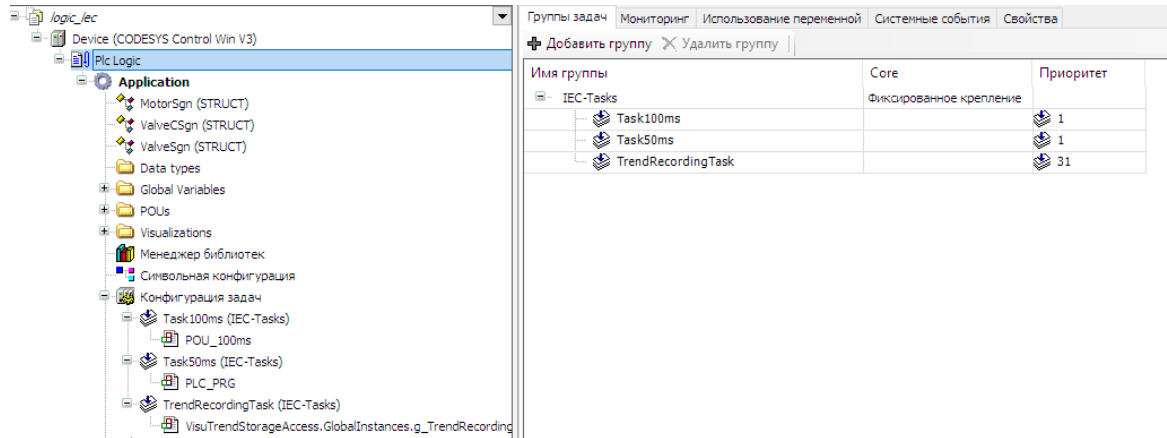 logic_lec
Device (CODESYS Control Win V3)
Plc Logic
Application
MotorSgn (STRUCT)
ValveCSgn (STRUCT)
ValveSgn (STRUCT)
Data types
Global Variables
POUs
Visualizations
Менеджер библиотек
Символьная конфигурация
Конфигурация задач
Task100ms (IEC-Tasks)
POU_100ms
Task50ms (IEC-Tasks)
PLC_PRG
TrendRecordingTask (IEC-Tasks)
VisuTrendStorageAccess.GlobalInstances.g_TrendRecording
Группы задач Мониторинг Использование переменной Системные события Свойства
Добавить группу Удалить группу
Имя группы Core Приоритет
IEC-Tasks Фиксированное крепление
Task100ms 1
Task50ms 1
TrendRecordingTask 31